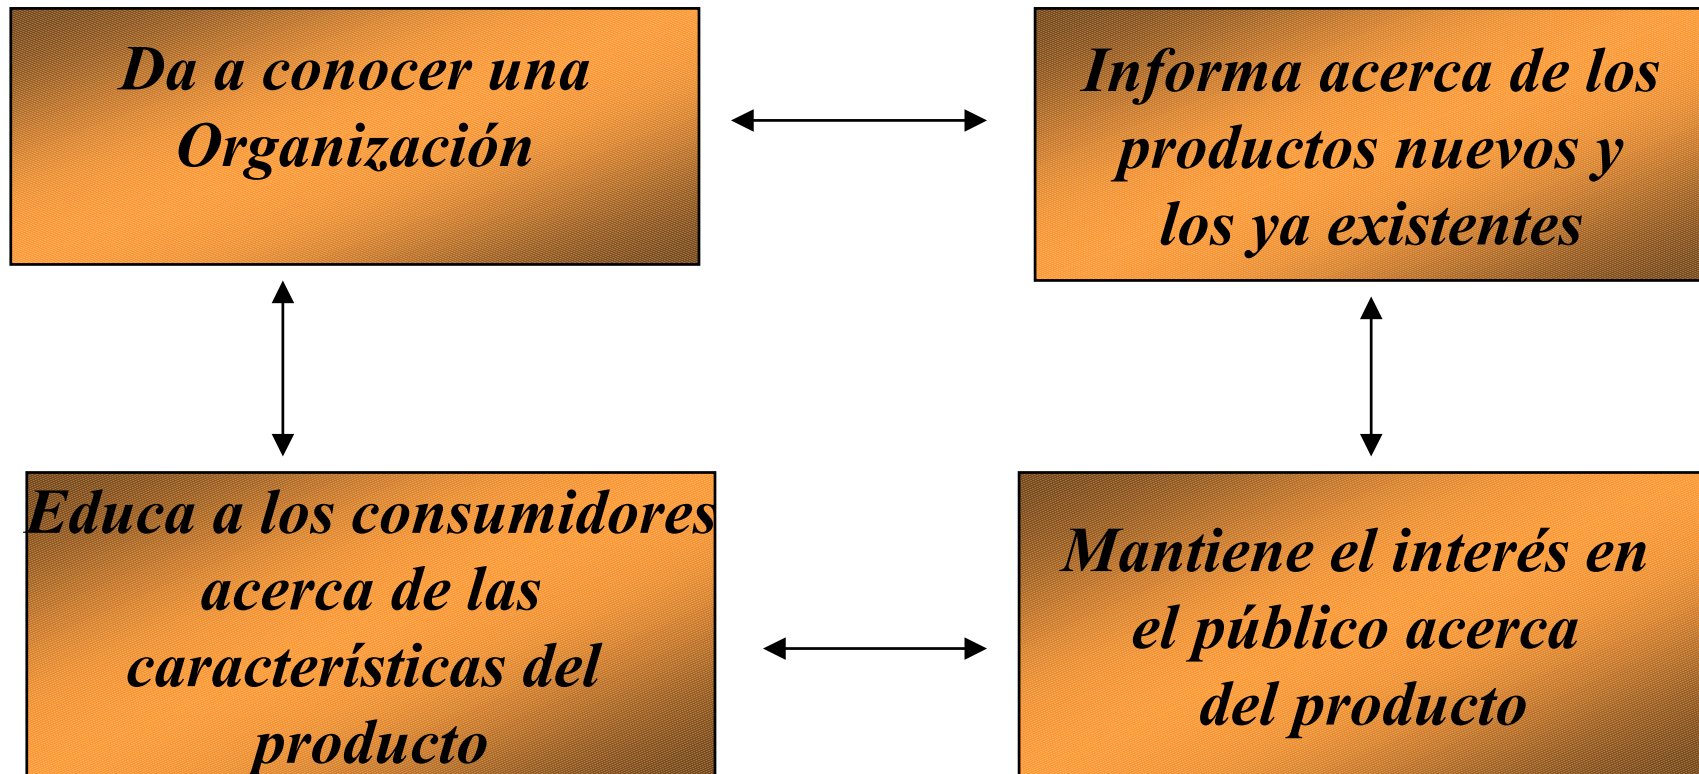 Da a conocer una
Organización
Informa acerca de los
productos nuevos y
los ya existentes
Educa a los consumidores
acerca de las
características del
producto
Mantiene el interés en
el público acerca
del producto